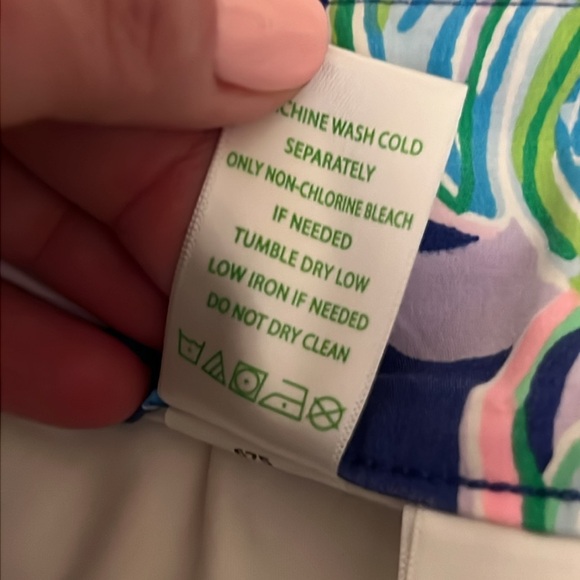 CHINE WASH COLD
SEPARATELY
ONLY NON-CHLORINE BLEACH
IF NEEDED
TUMBLE DRY LOW
LOW IRON IF NEEDED
DO NOT DRY CLEAN